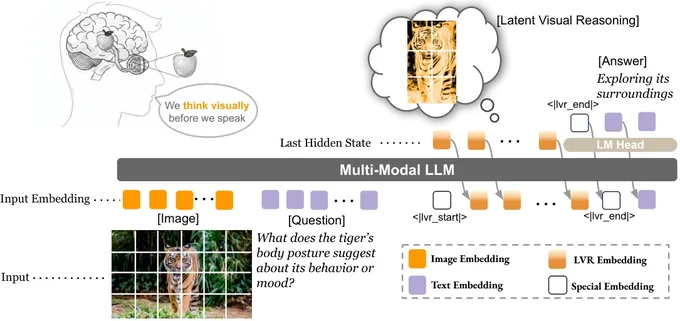 We think visually
before we speak
[Latent Visual Reasoning]
[Answer]
Exploring its
surroundings
<|lvr_end|>
Last Hidden State
LM Head
Multi-Modal LLM
Input Embedding
[Image]
[Question]
<|lvr_start|>
<|lvr_end|>
What does the tiger's
body posture suggest
about its behavior or
mood?
Input
Image Embedding
LVR Embedding
Text Embedding
Special Embedding